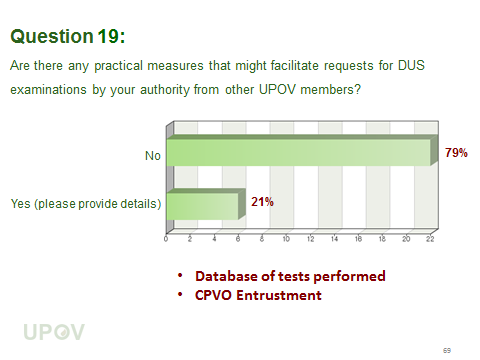 Question 19:
Are there any practical measures that might facilitate requests for DUS
examinations by your authority from other UPOV members?
No
79%
Yes (please provide details)
21%
0 2 4 6 8 10 12 14 16 18 20 22
• Database of tests performed
• CPVO Entrustment
UPOV
69